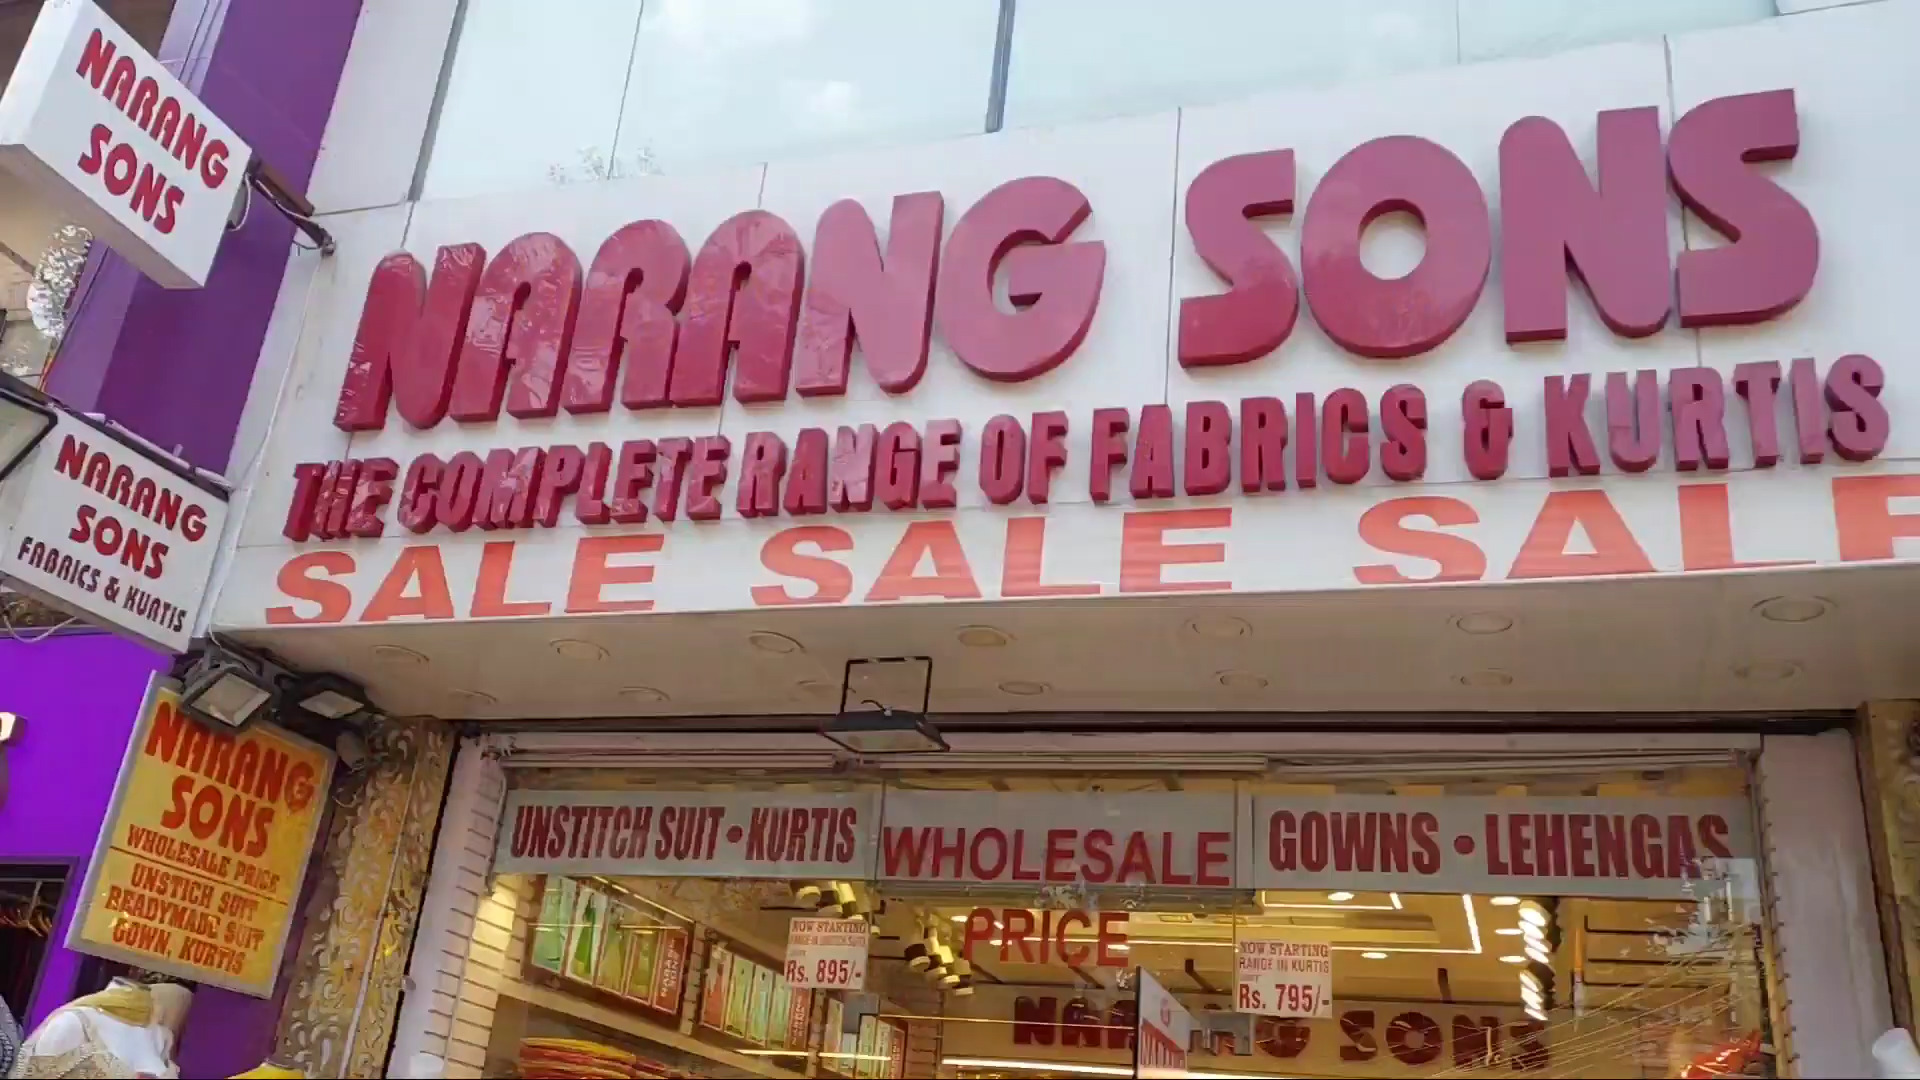 NARANG
SONS
NARANG SONS
THE COMPLETE RANGE OF FABRICS & KURTIS
SALE SALE SALE
NARANG
SONS
FABRICS & KURTIS
NARANG
SONS
WHOLESALE PRICE
UNSTICH SUIT
READYMADE SUIT
GOWN, KURTIS
UNSTITCH SUIT • KURTIS
WHOLESALE
PRICE
GOWNS • LEHENGAS
NOW STARTING
Rs. 895/-
NOW STARTING
RANGE IN KURTIS
Rs. 795/-
NARANG SONS